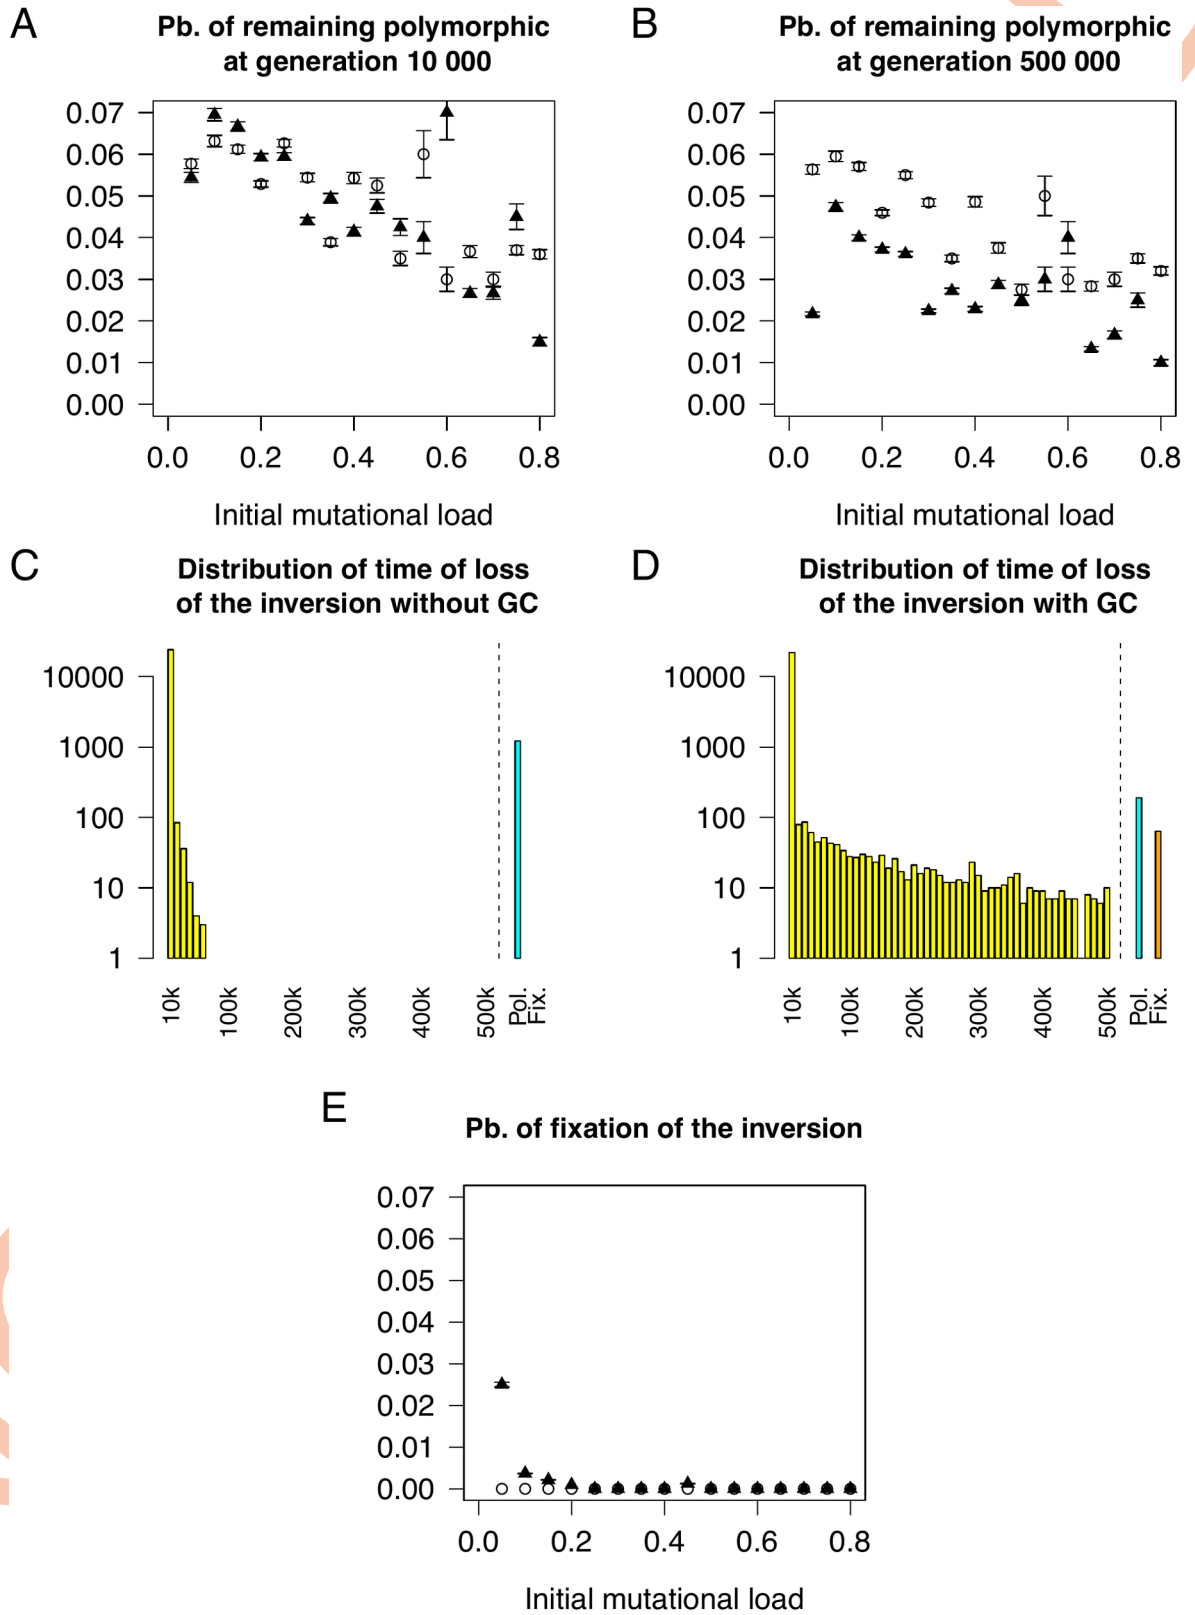 A
Pb. of remaining polymorphic
at generation 10 000
0.07
0.06
0.05
0.04
0.03
0.02
0.01
0.00
0.0 0.2 0.4 0.6 0.8
Initial mutational load
B
Pb. of remaining polymorphic
at generation 500 000
0.07
0.06
0.05
0.04
0.03
0.02
0.01
0.00
0.0 0.2 0.4 0.6 0.8
Initial mutational load
C
Distribution of time of loss
of the inversion without GC
10000
1000
100
10
1
10k 100k 200k 300k 400k 500k Pol. Fix.
D
Distribution of time of loss
of the inversion with GC
10000
1000
100
10
1
10k 100k 200k 300k 400k 500k Pol. Fix.
E
Pb. of fixation of the inversion
0.07
0.06
0.05
0.04
0.03
0.02
0.01
0.00
0.0 0.2 0.4 0.6 0.8
Initial mutational load